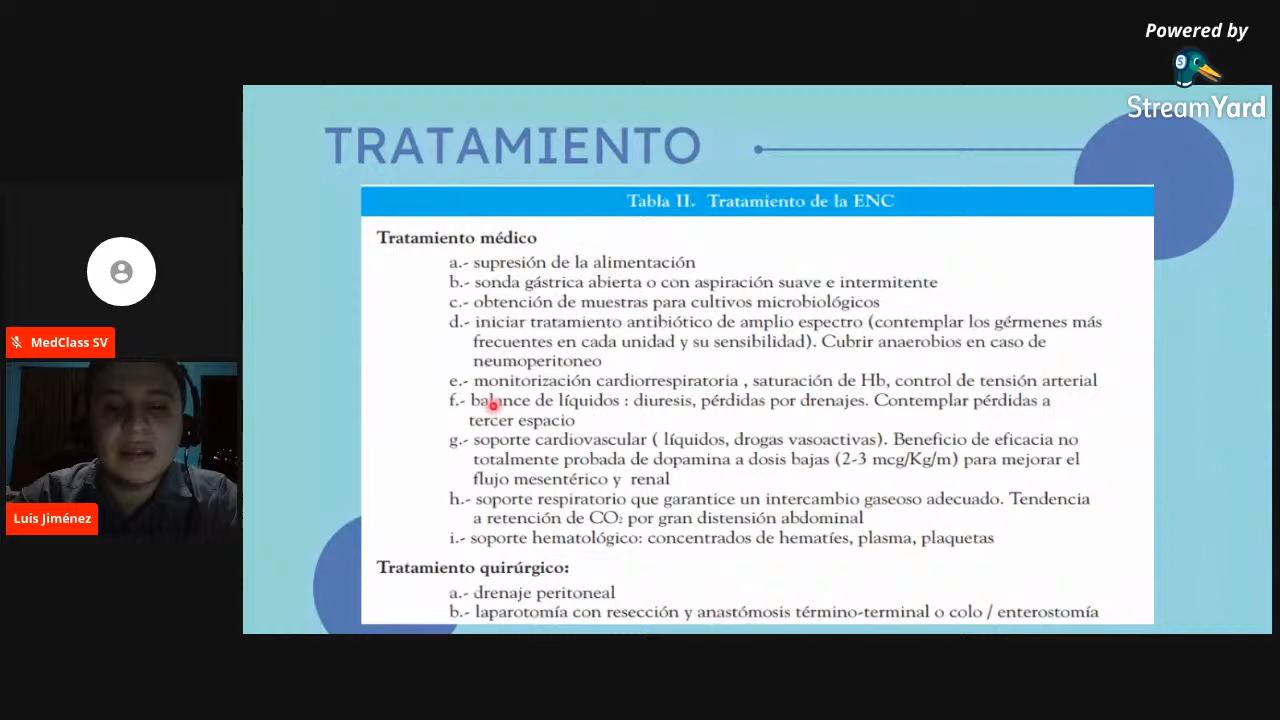 Powered by
StreamYard
TRATAMIENTO
Tabla II. Tratamiento de la ENC
Tratamiento médico
a.- supresión de la alimentación
b.- sonda gástrica abierta o con aspiración suave e intermitente
c.- obtención de muestras para cultivos microbiológicos
d.- iniciar tratamiento antibiótico de amplio espectro (contemplar los gérmenes más
frecuentes en cada unidad y su sensibilidad). Cubrir anaerobios en caso de
neumoperitoneo
e.- monitorización cardiorrespiratoria , saturación de Hb, control de tensión arterial
f.- balance de líquidos : diuresis, pérdidas por drenajes. Contemplar pérdidas a
tercer espacio
g.- soporte cardiovascular ( líquidos, drogas vasoactivas). Beneficio de eficacia no
totalmente probada de dopamina a dosis bajas (2-3 mcg/Kg/m) para mejorar el
flujo mesentérico y renal
h.- soporte respiratorio que garantice un intercambio gaseoso adecuado. Tendencia
a retención de CO₂ por gran distensión abdominal
i.- soporte hematológico: concentrados de hematíes, plasma, plaquetas
Tratamiento quirúrgico:
a.- drenaje peritoneal
b.- laparotomía con resección y anastómosis término-terminal o colo / enterostomía
MedClass SV
Luis Jiménez